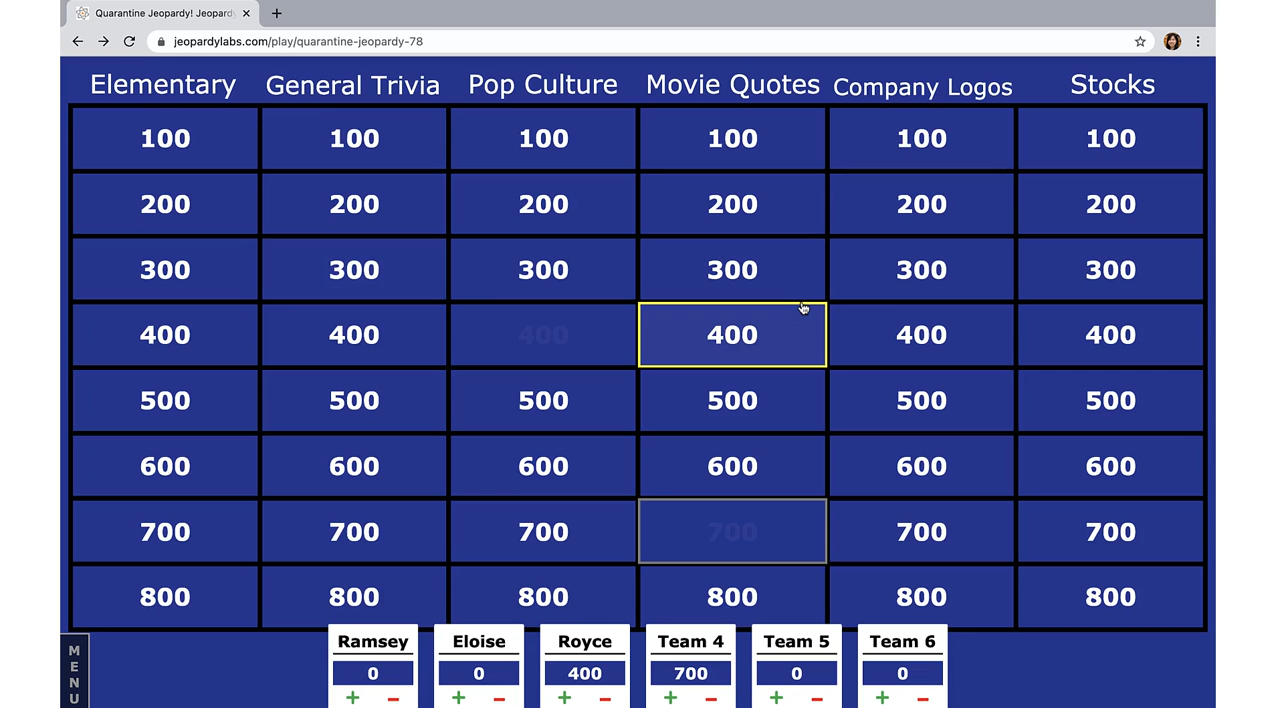 Quarantine Jeopardy! Jeopardy
jeopardylabs.com/play/quarantine-jeopardy-78
Elementary General Trivia Pop Culture Movie Quotes Company Logos Stocks
100 100 100 100 100 100
200 200 200 200 200 200
300 300 300 300 300 300
400 400 400 400 400 400
500 500 500 500 500 500
600 600 600 600 600 600
700 700 700 700 700 700
800 800 800 800 800 800
MENU
Ramsey Eloise Royce Team 4 Team 5 Team 6
0 0 400 700 0 0
+ - + - + - + - + - + -